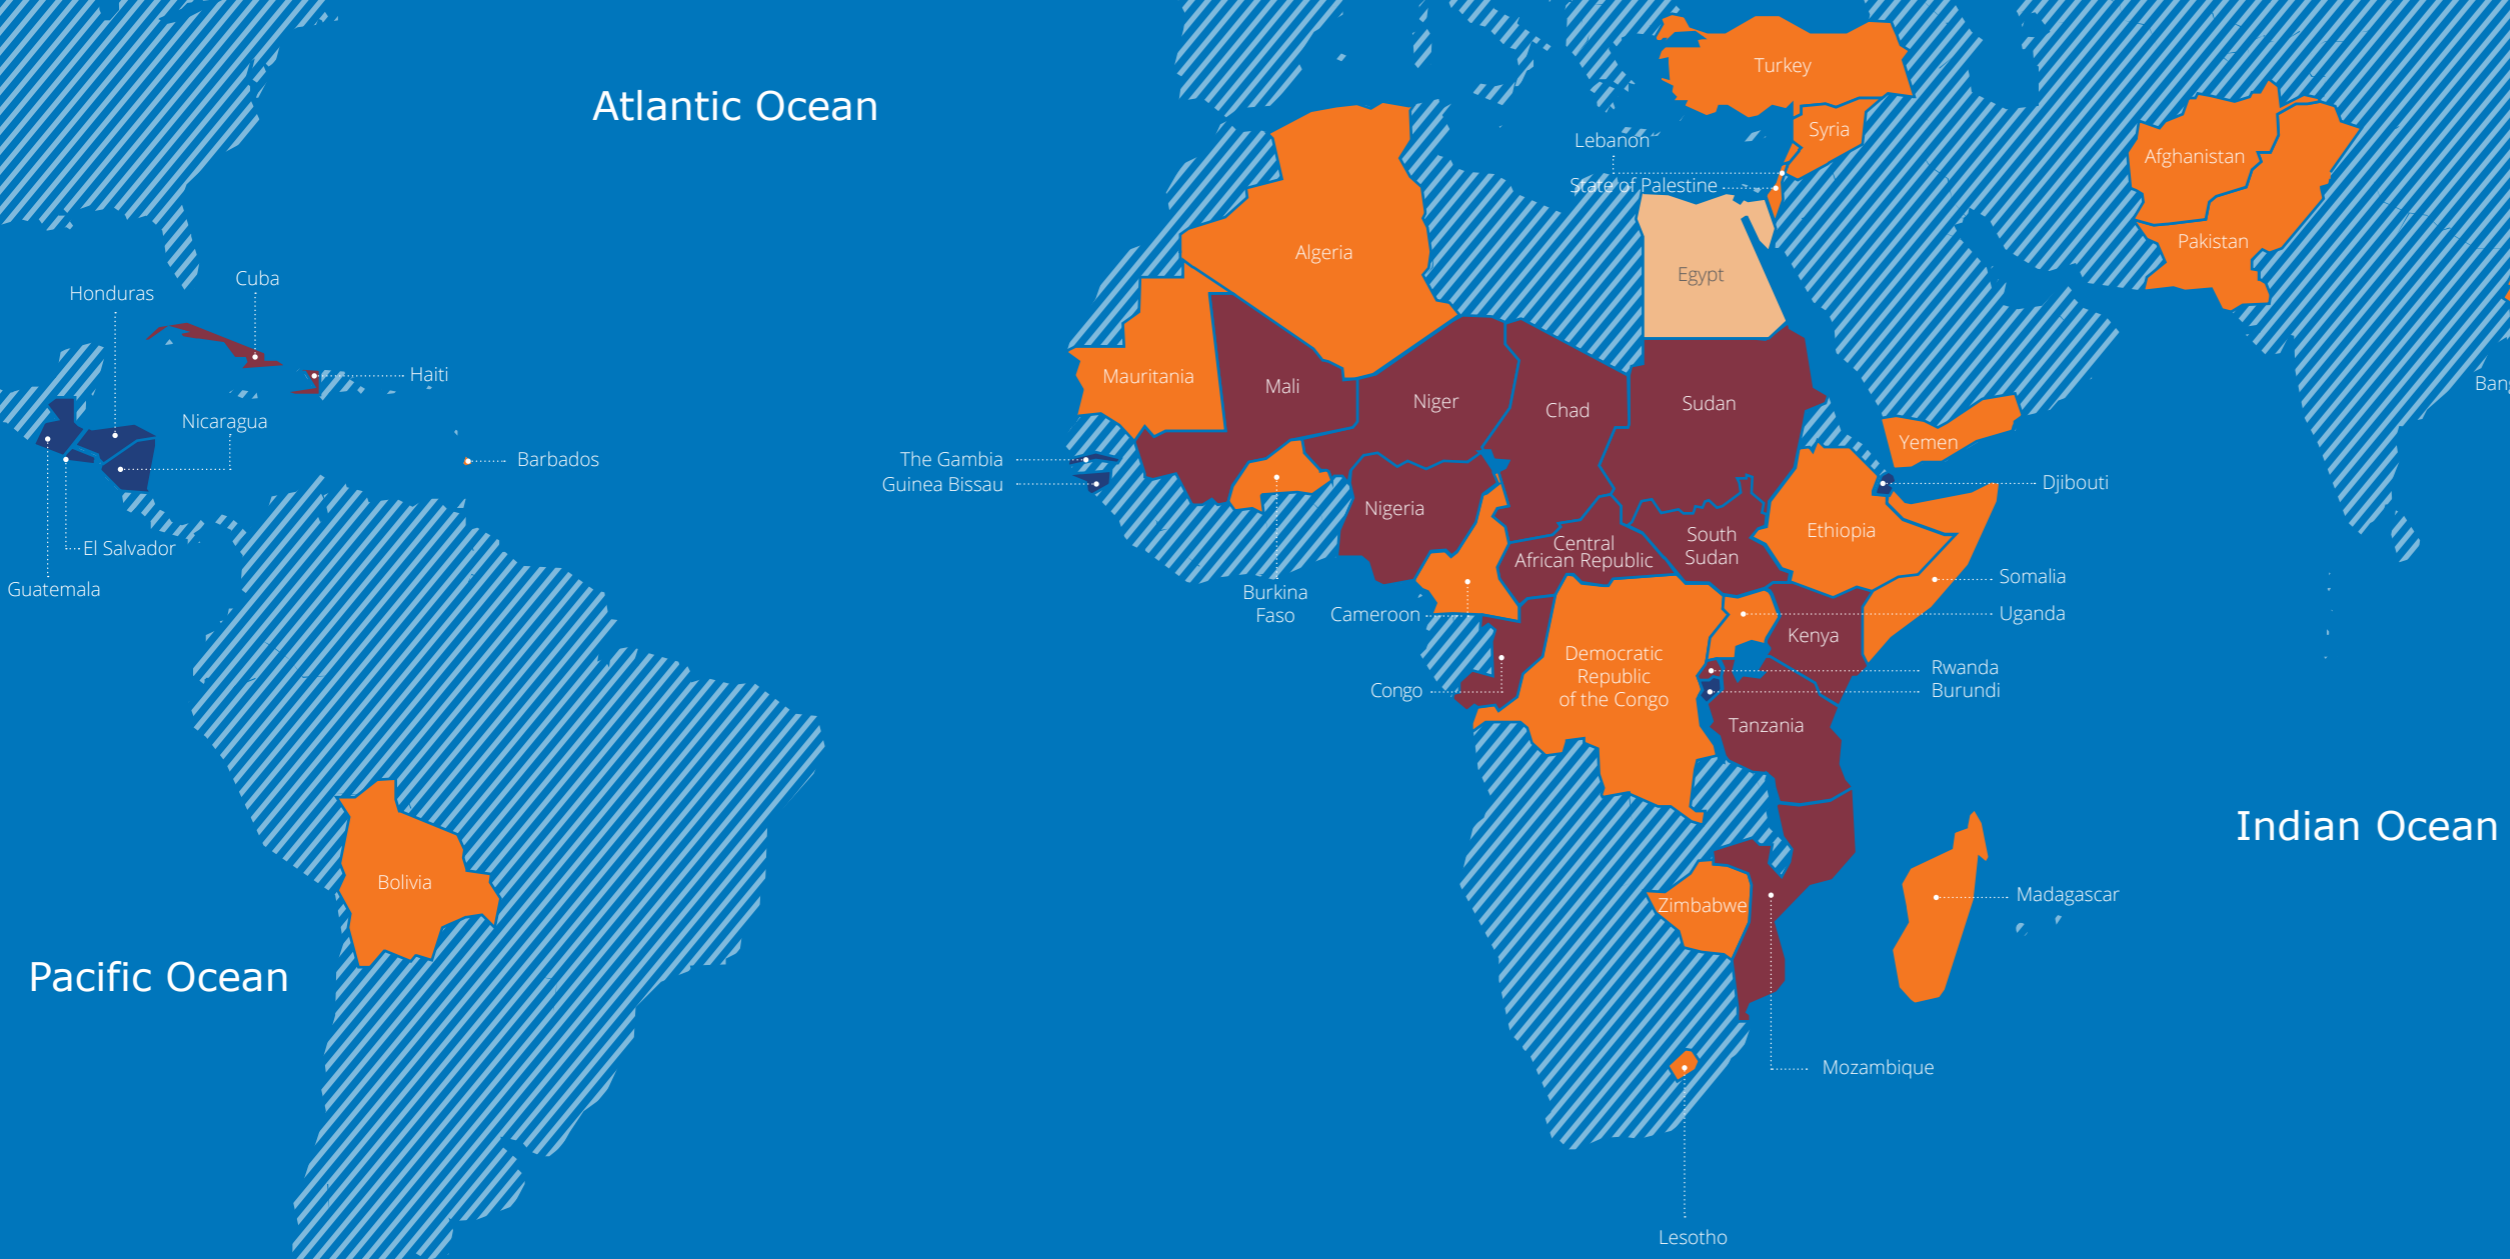 Atlantic Ocean
Turkey
Syria
Lebanon
State of Palestine
Afghanistan
Pakistan
Algeria
Egypt
Cuba
Honduras
Haiti
Nicaragua
Mauritania
Mali
Niger
Chad
Sudan
Ban
Yemen
Barbados
The Gambia
Guinea Bissau
Djibouti
Nigeria
Ethiopia
South
Sudan
Central
African Republic
El Salvador
Guatemala
Burkina
Faso
Cameroon
Somalia
Uganda
Kenya
Democratic
Republic
of the Congo
Congo
Rwanda
Burundi
Tanzania
Indian Ocean
Bolivia
Zimbabwe
Madagascar
Pacific Ocean
Mozambique
Lesotho